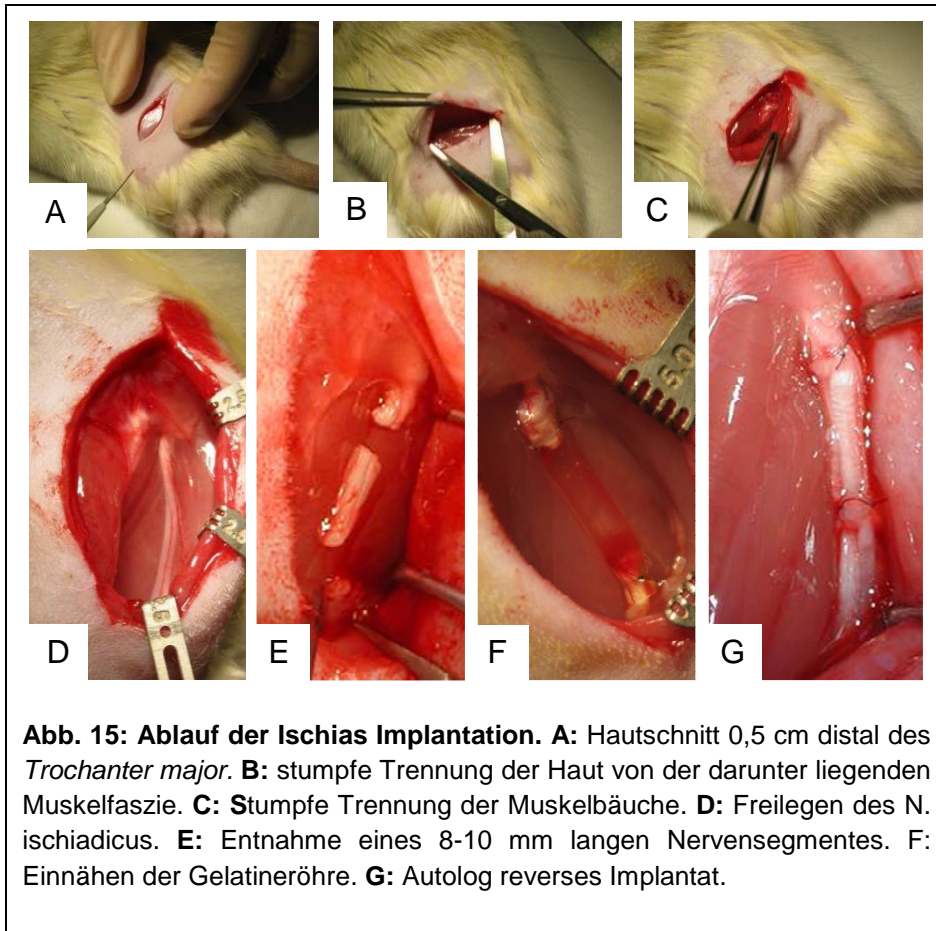 A
B
C
D
E
F
G
Abb. 15: Ablauf der Ischias Implantation. A: Hautschnitt 0,5 cm distal des
Trochanter major. B: stumpfe Trennung der Haut von der darunter liegenden
Muskelfaszie. C: Stumpfe Trennung der Muskelbäuche. D: Freilegen des N.
ischiadicus. E: Entnahme eines 8-10 mm langen Nervensegmentes. F:
Einnähen der Gelatineröhre. G: Autolog reverses Implantat.